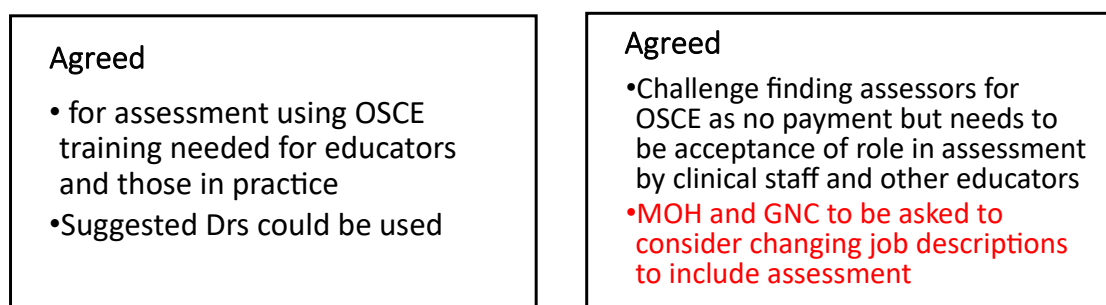 Agreed
• for assessment using OSCE
training needed for educators
and those in practice
•Suggested Drs could be used
Agreed
•Challenge finding assessors for
OSCE as no payment but needs to
be acceptance of role in assessment
by clinical staff and other educators
•MOH and GNC to be asked to
consider changing job descriptions
to include assessment